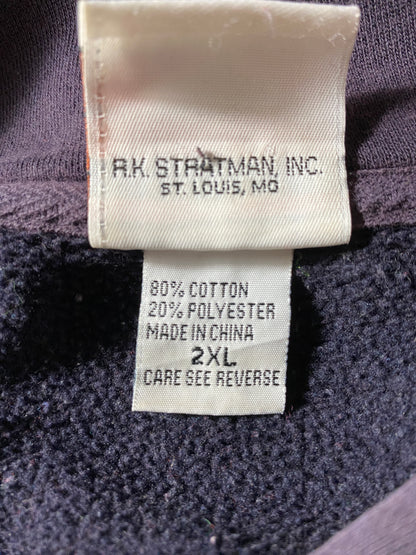 R.K. STRATMAN, INC.
ST. LOUIS, MO
80% COTTON
20% POLYESTER
MADE IN CHINA
2XL
CARE SEE REVERSE